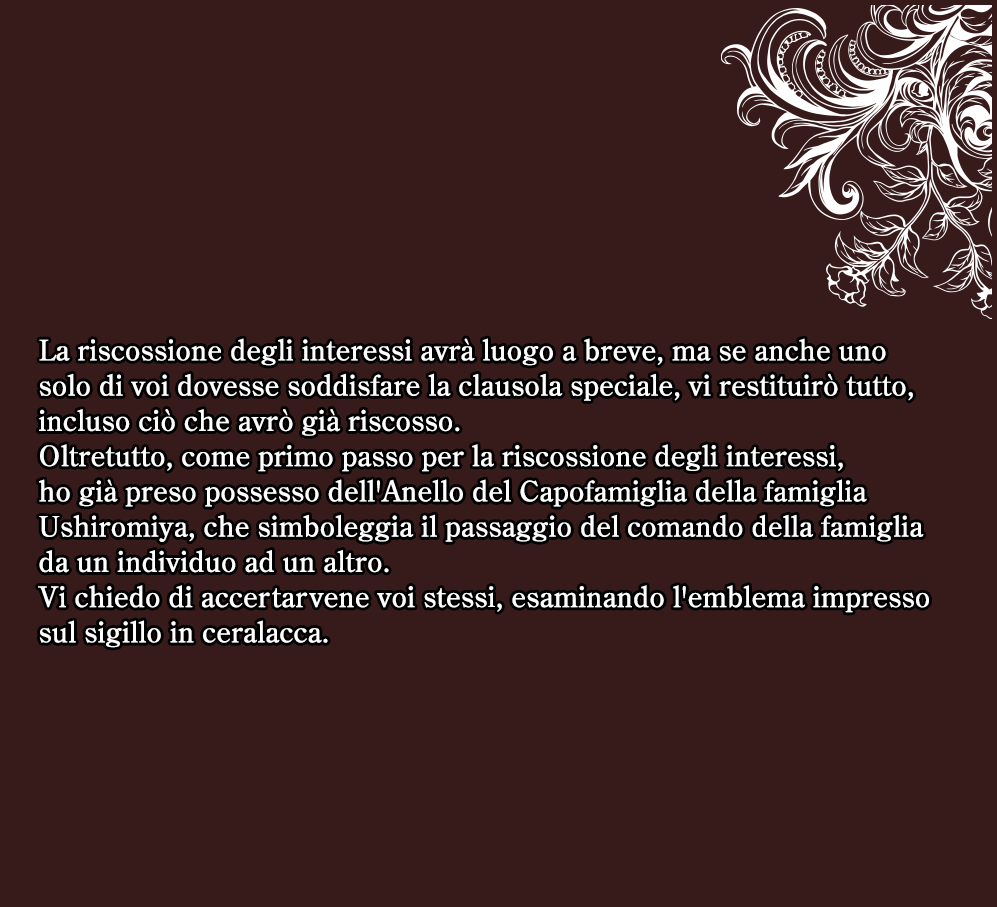 La riscossione degli interessi avrà luogo a breve, ma se anche uno
solo di voi dovesse soddisfare la clausola speciale, vi restituirò tutto,
incluso ciò che avrò già riscosso.
Oltretutto, come primo passo per la riscossione degli interessi,
ho già preso possesso dell'Anello del Capofamiglia della famiglia
Ushiromiya, che simboleggia il passaggio del comando della famiglia
da un individuo ad un altro.
Vi chiedo di accertarvene voi stessi, esaminando l'emblema impresso
sul sigillo in ceralacca.